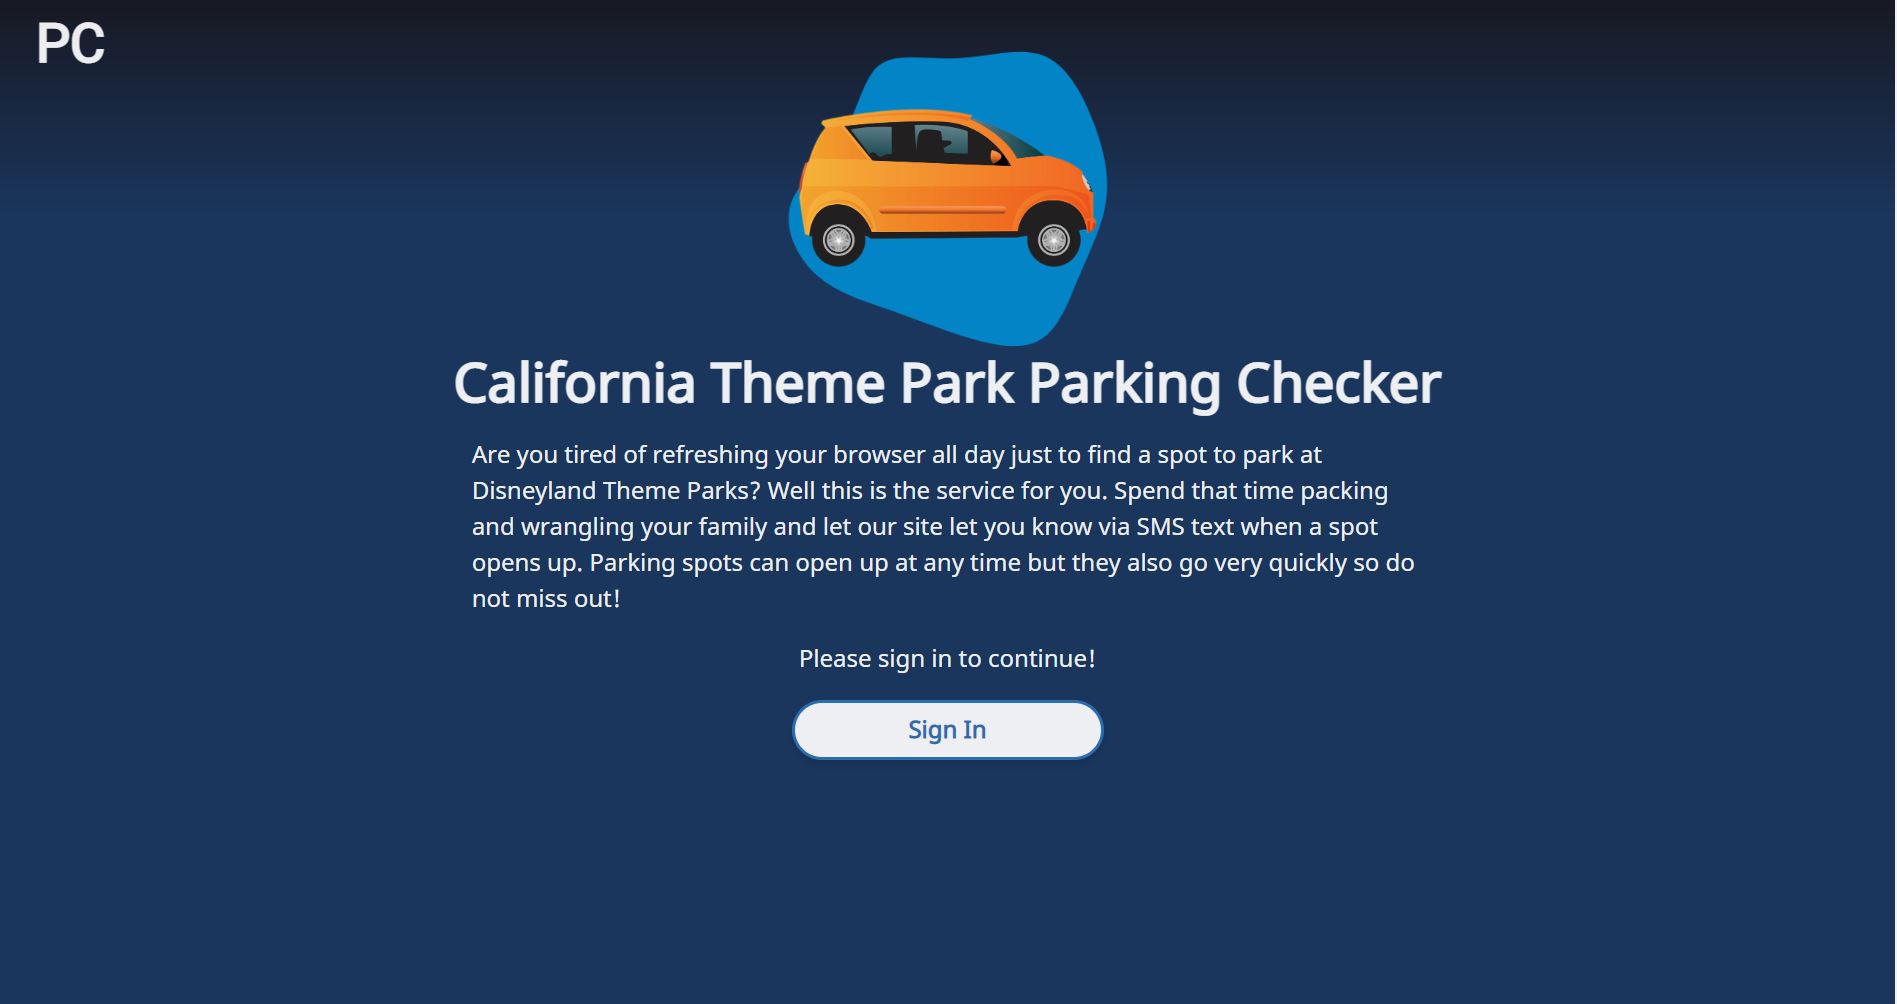 PC
California Theme Park Parking Checker
Are you tired of refreshing your browser all day just to find a spot to park at
Disneyland Theme Parks? Well this is the service for you. Spend that time packing
and wrangling your family and let our site let you know via SMS text when a spot
opens up. Parking spots can open up at any time but they also go very quickly so do
not miss out!
Please sign in to continue!
Sign In